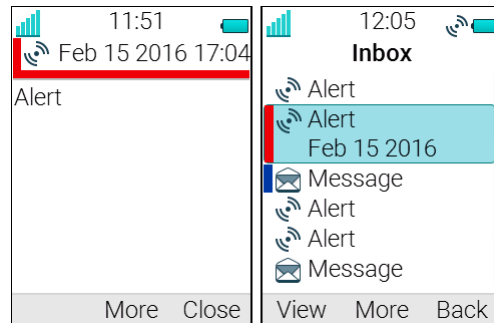 11:51
Feb 15 2016 17:04
Alert
More Close
12:05
Inbox
Alert
Alert
Feb 15 2016
Message
Alert
Alert
Message
View More Back